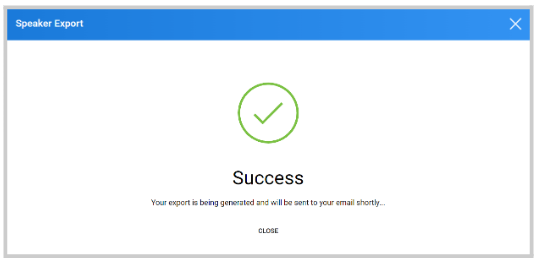 Speaker Export
Success
Your export is being generated and will be sent to your email shortly...
CLOSE